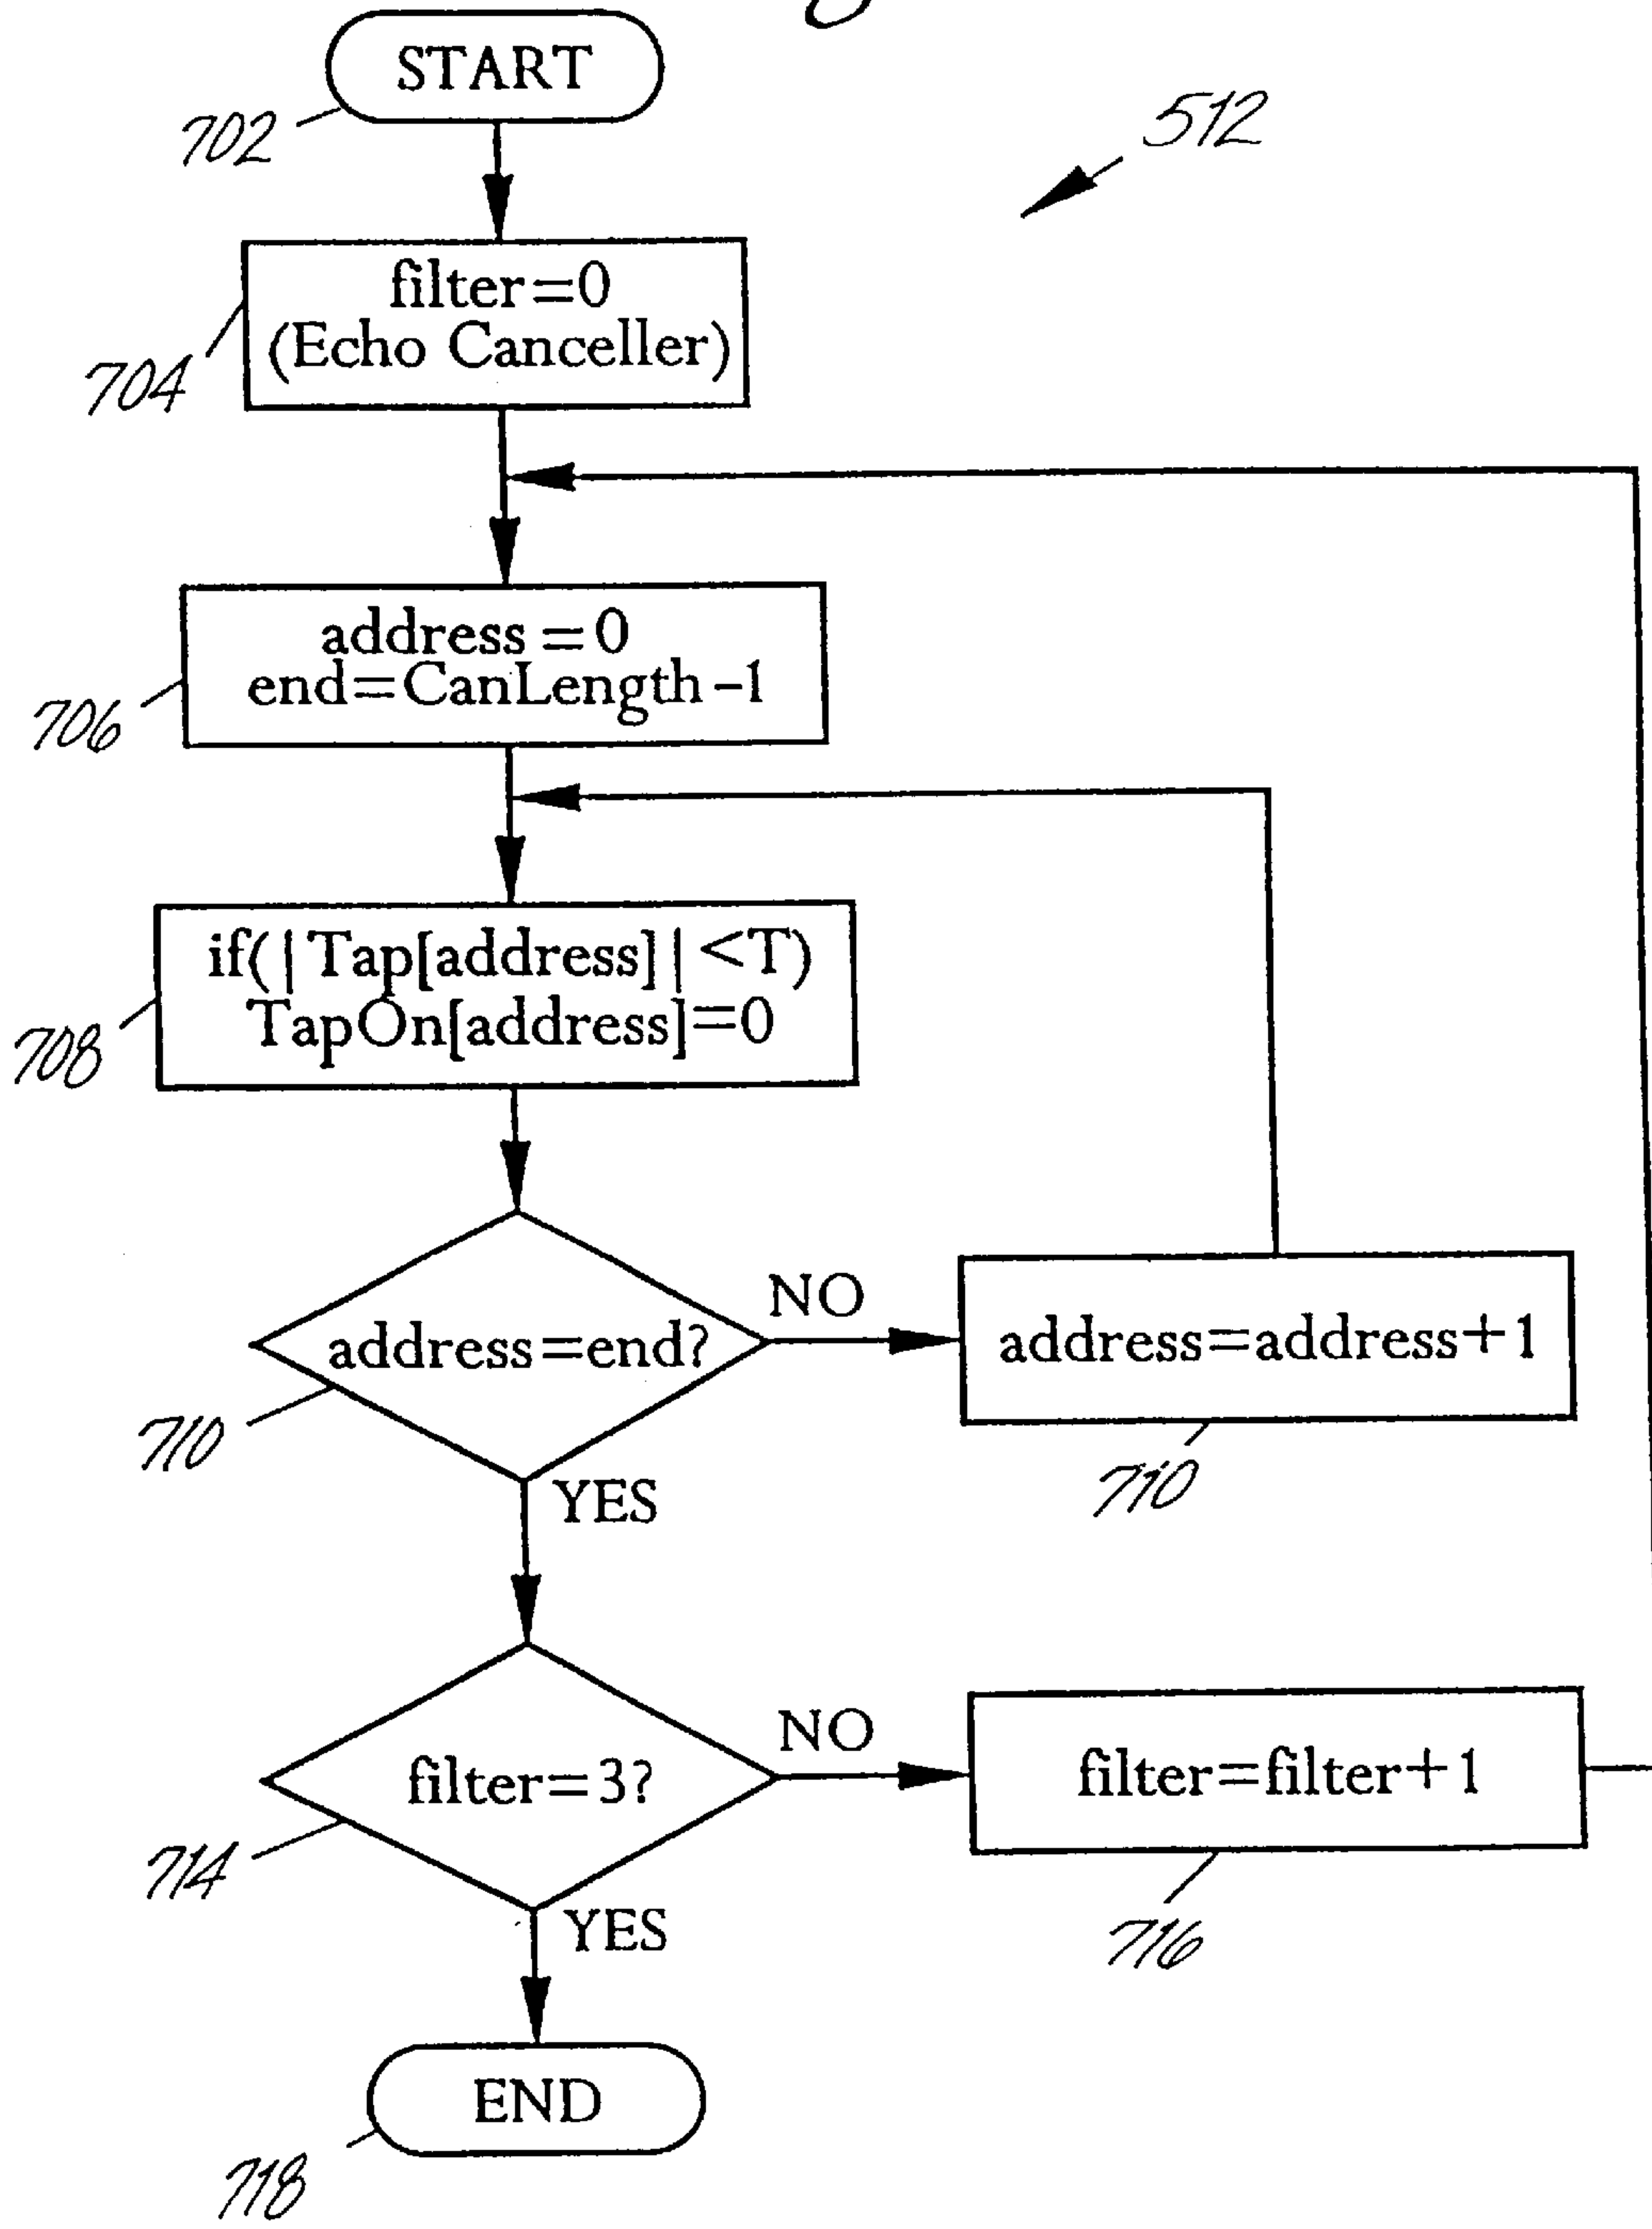 START
702
512
filter=0
(Echo Canceller)
704
address=0
end=CanLength-1
706
if(|Tap[address]|<T)
TapOn[address]=0
708
address=end?
NO
address=address+1
710
710
YES
filter=3?
NO
filter=filter+1
714
716
YES
END
718